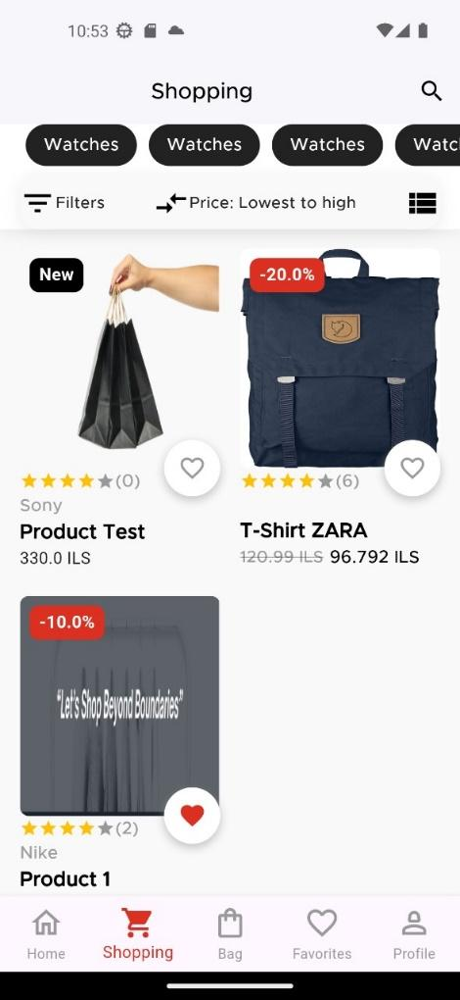 10:53
Shopping
Watches Watches Watches Watc
Filters Price: Lowest to high
New
-20.0%
(0)
(6)
Sony
Product Test
T-Shirt ZARA
330.0 ILS
120.99 ILS 96.792 ILS
-10.0%
“Let's Shop Beyond Boundaries”
(2)
Nike
Product 1
Home Shopping Bag Favorites Profile